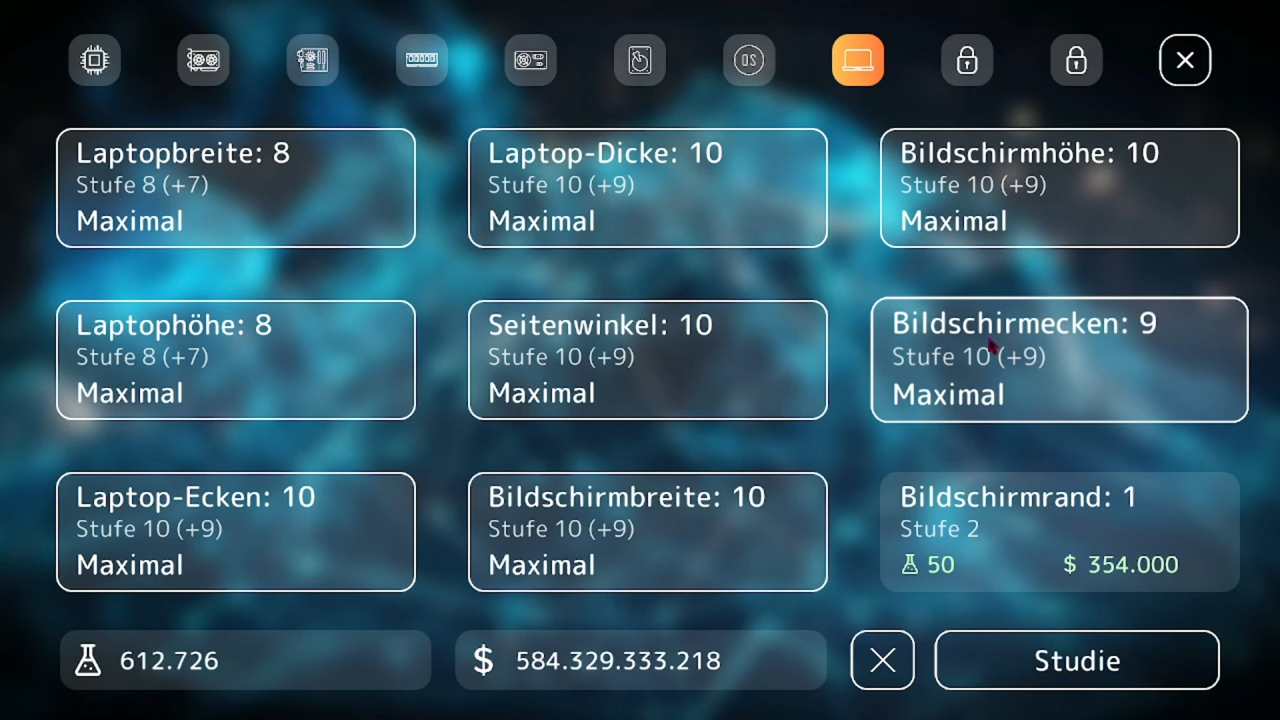 OS
Laptopbreite: 8
Stufe 8 (+7)
Maximal
Laptop-Dicke: 10
Stufe 10 (+9)
Maximal
Bildschirmhöhe: 10
Stufe 10 (+9)
Maximal
Laptophöhe: 8
Stufe 8 (+7)
Maximal
Seitenwinkel: 10
Stufe 10 (+9)
Maximal
Bildschirmecken: 9
Stufe 10 (+9)
Maximal
Laptop-Ecken: 10
Stufe 10 (+9)
Maximal
Bildschirmbreite: 10
Stufe 10 (+9)
Maximal
Bildschirmrand: 1
Stufe 2
50 $ 354.000
612.726
$ 584.329.333.218
Studie